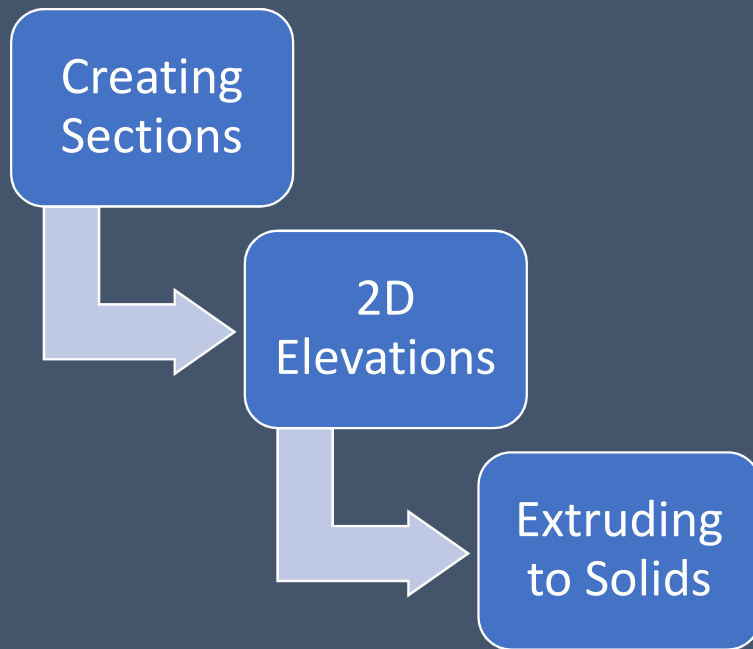 Creating
Sections
2D
Elevations
Extruding
to Solids